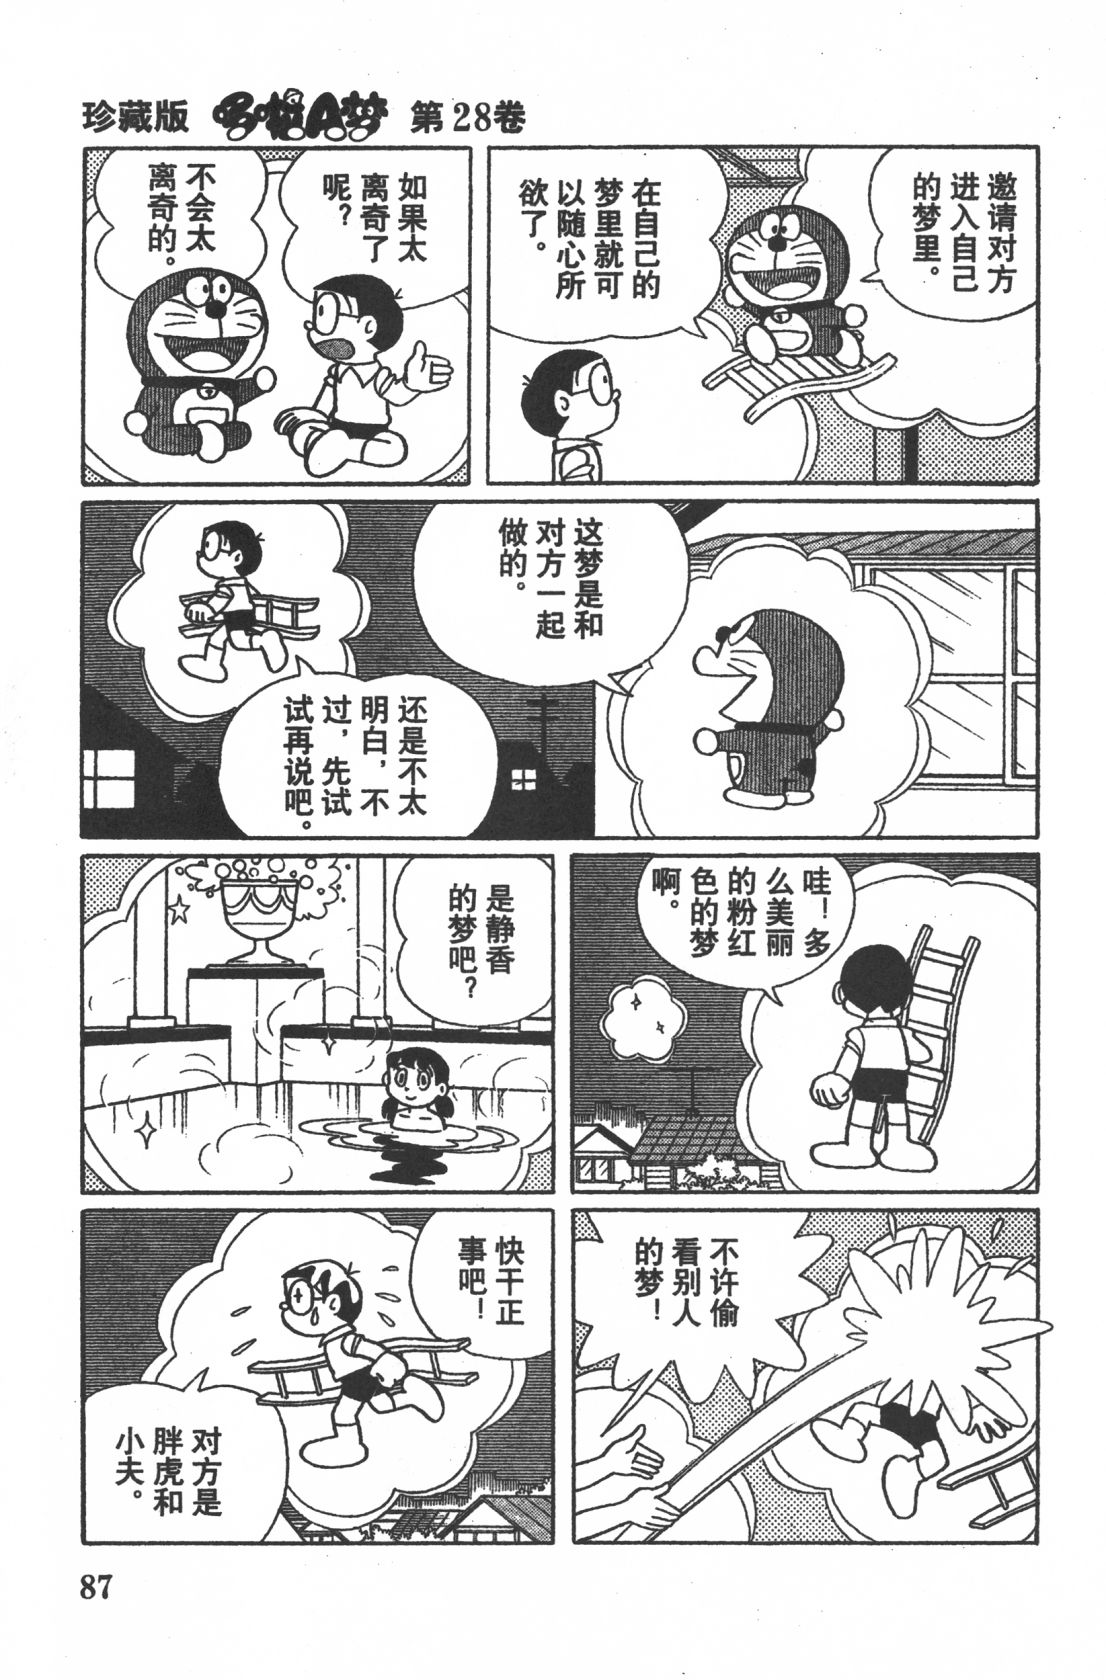 珍藏版 哆啦A梦 第28卷
邀请对方
进入自己
的梦里。
在自己的
梦里就可
以随心所
欲了。
如果太
离奇了
呢？
不会太
离奇的。
这梦是和
对方一起
做的。
还是不太
明白，不
过，先试
试再说吧。
哇！多
么美丽
的粉红
色的梦
啊。
是静香
的梦吧？
不许偷
看别人
的梦！
快干正
事吧！
对方是
胖虎和
小夫。
87